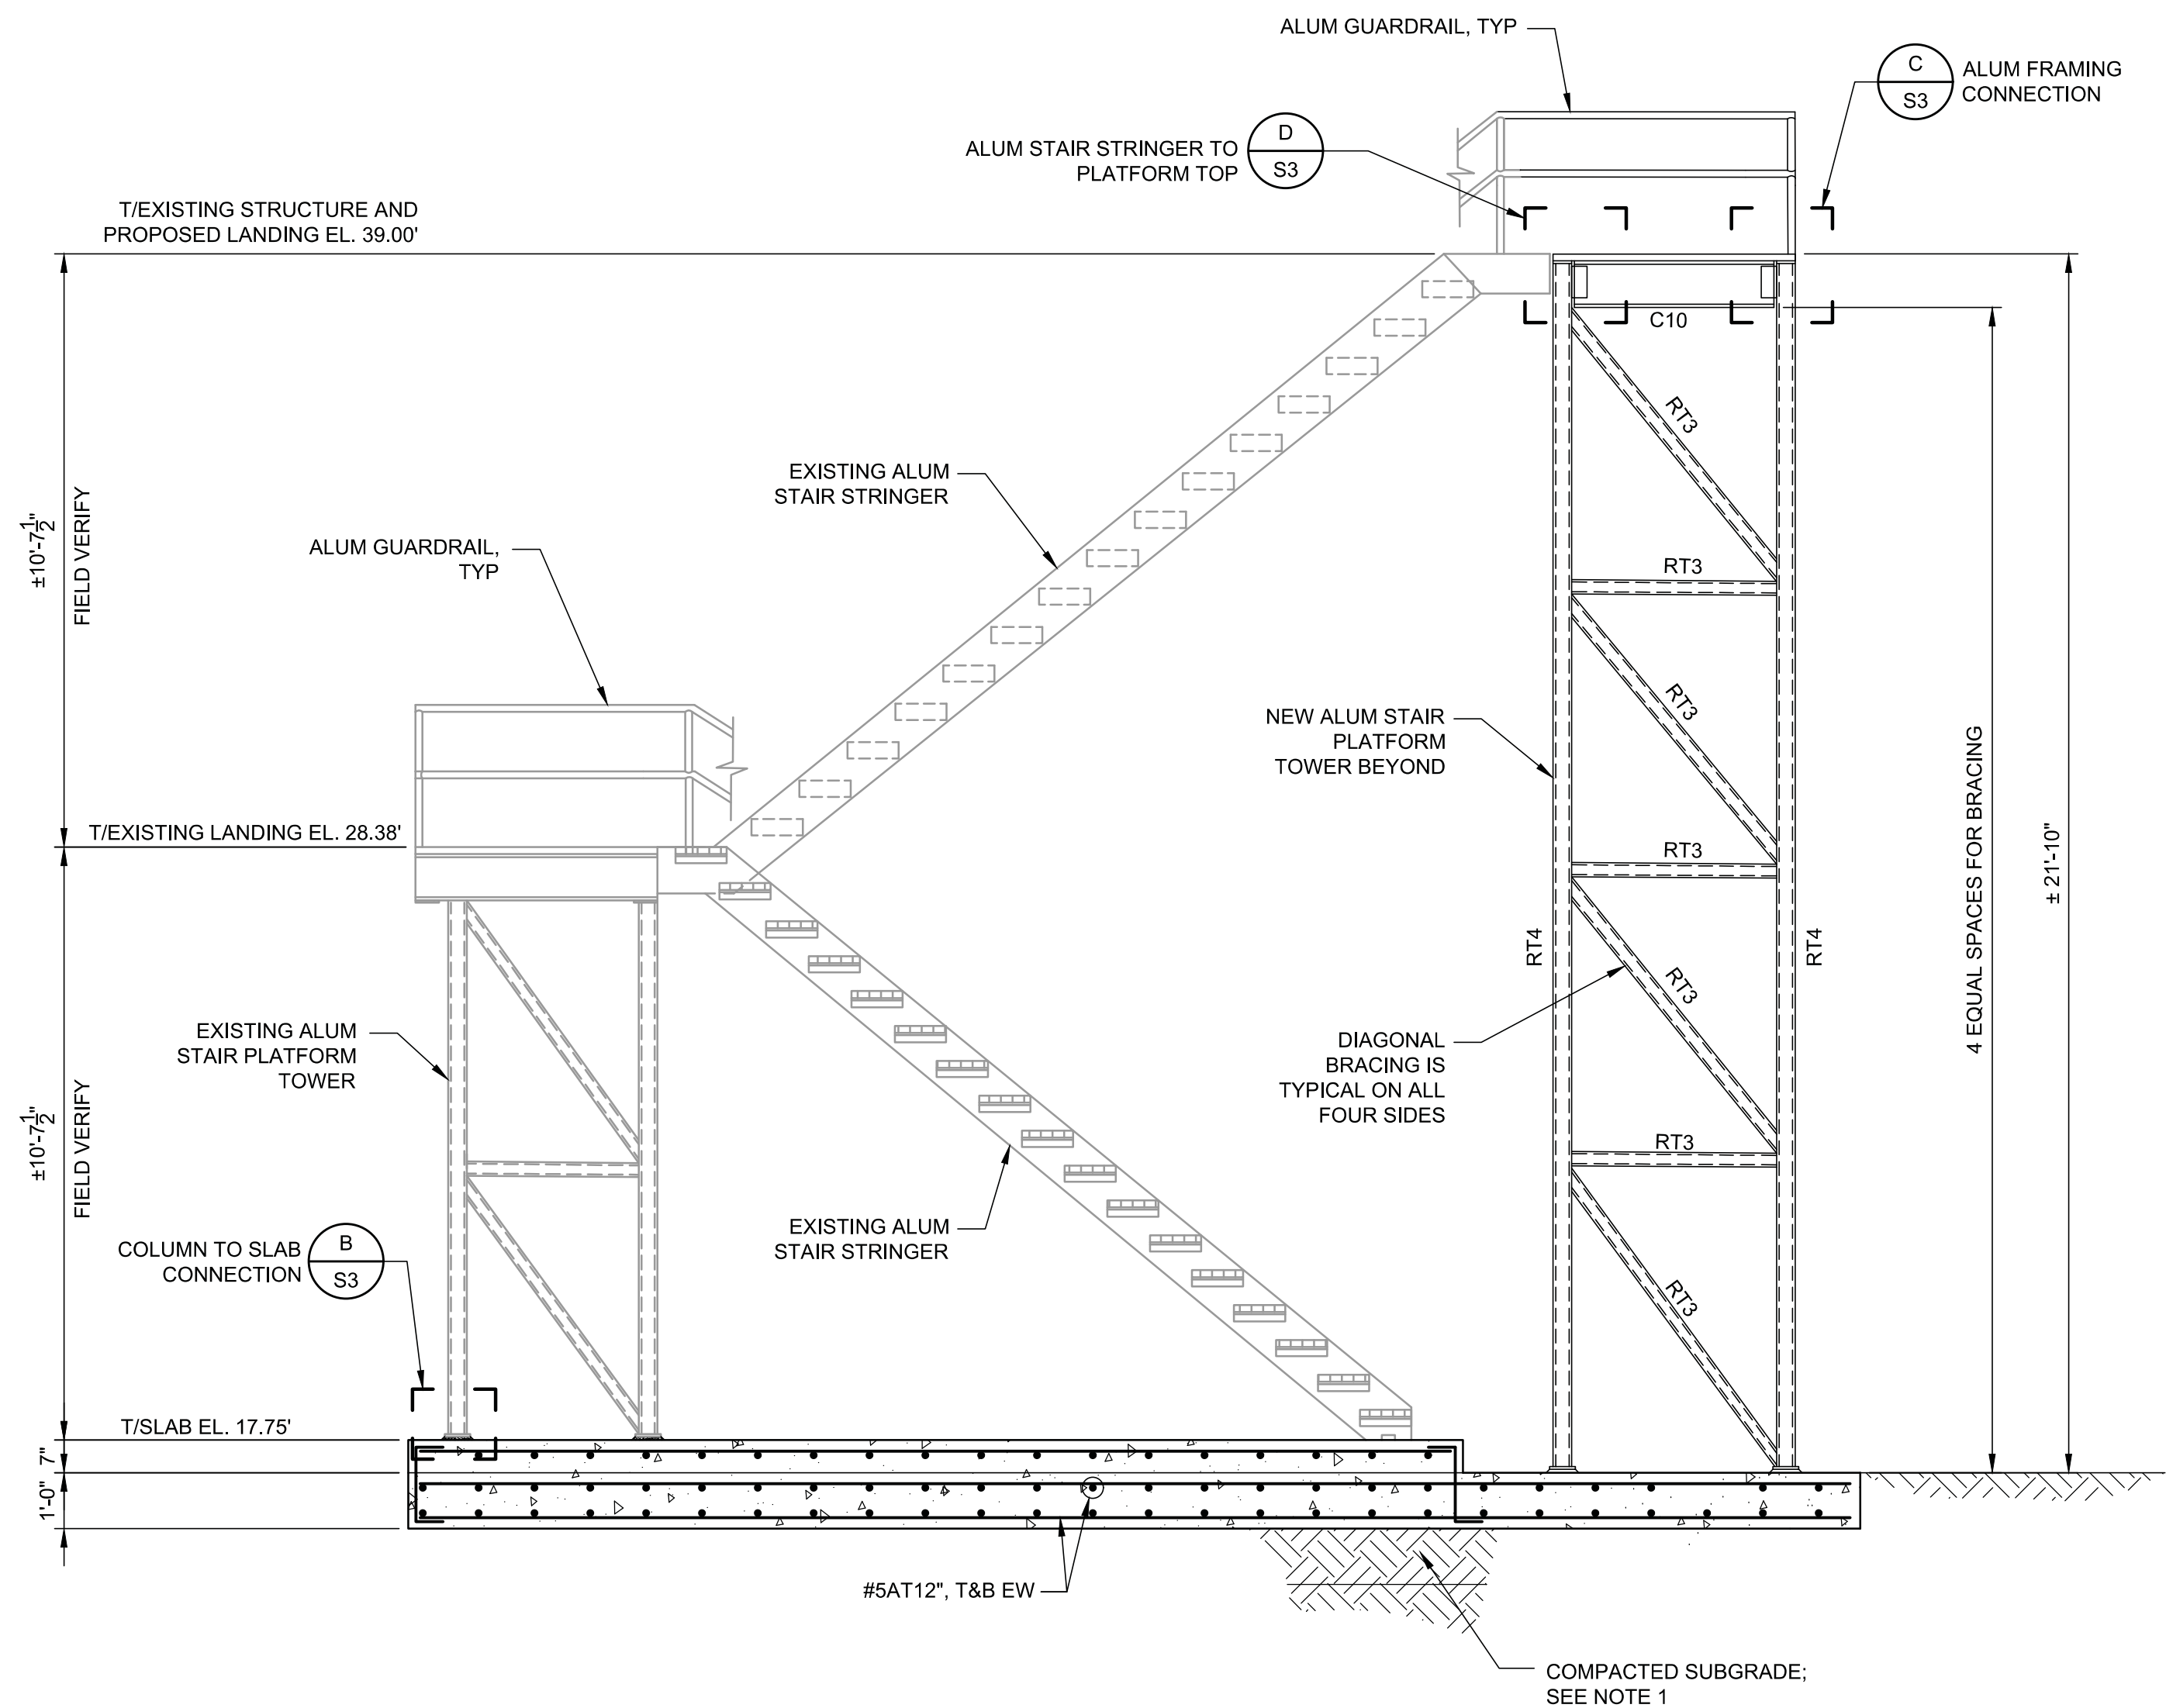 ALUM GUARDRAIL, TYP
C
S3
ALUM FRAMING
CONNECTION
ALUM STAIR STRINGER TO
PLATFORM TOP
D
S3
T/EXISTING STRUCTURE AND
PROPOSED LANDING EL. 39.00'
C10
RT3
EXISTING ALUM
STAIR STRINGER
±10'-7 1/2"
FIELD VERIFY
ALUM GUARDRAIL,
TYP
RT3
RT3
NEW ALUM STAIR
PLATFORM
TOWER BEYOND
4 EQUAL SPACES FOR BRACING
± 21'-10"
T/EXISTING LANDING EL. 28.38'
RT3
RT4
RT4
RT3
EXISTING ALUM
STAIR PLATFORM
TOWER
DIAGONAL
BRACING IS
TYPICAL ON ALL
FOUR SIDES
±10'-7 1/2"
FIELD VERIFY
RT3
EXISTING ALUM
STAIR STRINGER
COLUMN TO SLAB
CONNECTION
B
S3
RT3
T/SLAB EL. 17.75'
7"
1'-0"
#5AT12", T&B EW
COMPACTED SUBGRADE;
SEE NOTE 1